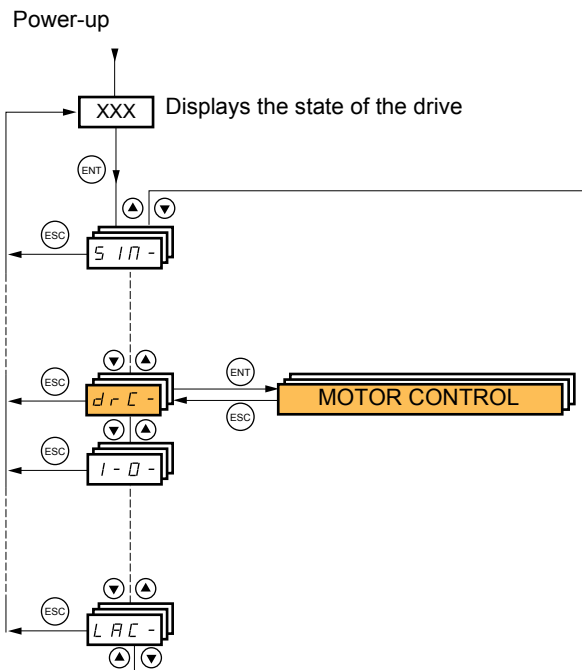 Power-up
XXX Displays the state of the drive
ENT
ESC
SIM-
ENT
ESC
drC-
MOTOR CONTROL
ESC
ESC
I-O-
ESC
LAC-